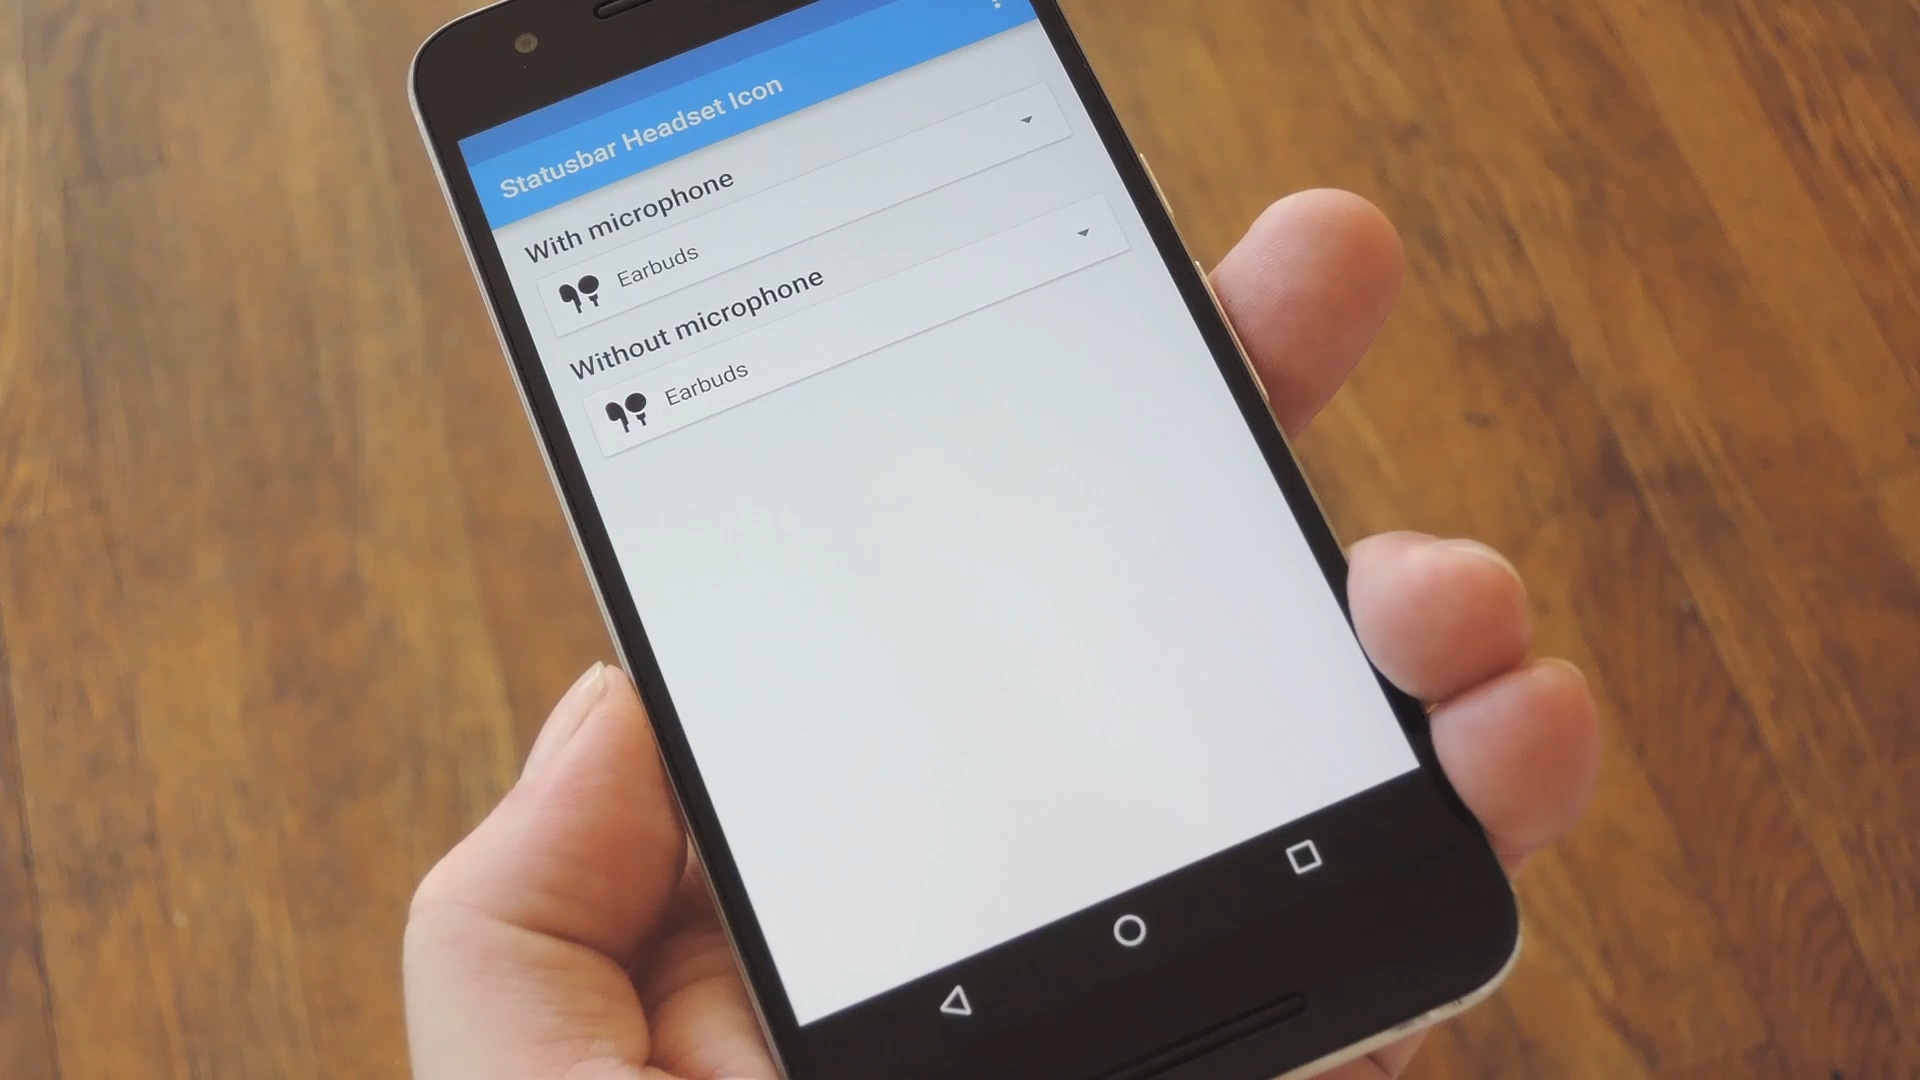 Statusbar Headset Icon
With microphone
Earbuds
Without microphone
Earbuds